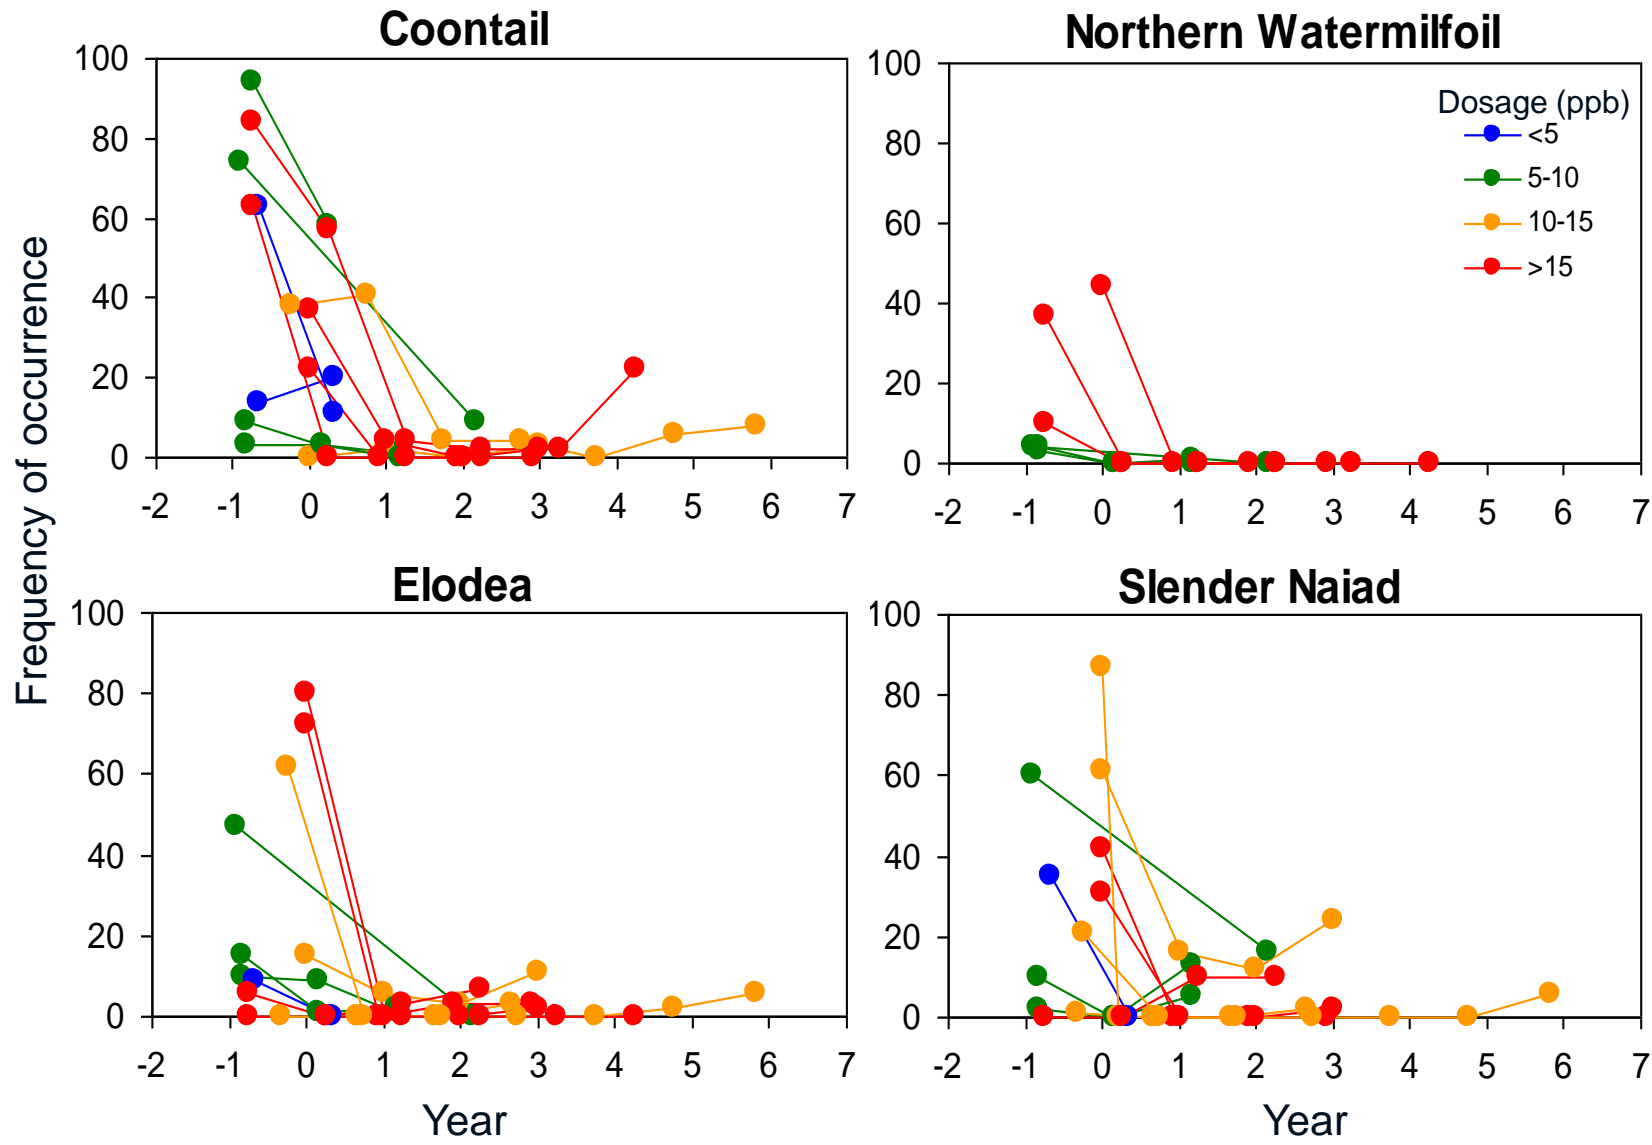 Coontail
Northern Watermilfoil
100
80
60
40
20
0
-2 -1 0 1 2 3 4 5 6 7
100
80
60
40
20
0
-2 -1 0 1 2 3 4 5 6 7
Dosage (ppb)
<5
5-10
10-15
>15
Frequency of occurrence
Elodea
Slender Naiad
100
80
60
40
20
0
-2 -1 0 1 2 3 4 5 6 7
Year
100
80
60
40
20
0
-2 -1 0 1 2 3 4 5 6 7
Year